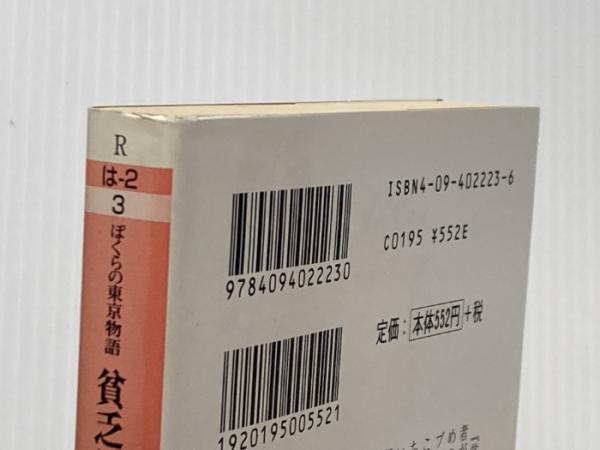 R
は-2
3
ぼくらの東京物語
貧乏
ISBN4-09-402223-6
9784094022230
C0195 ¥552E
定価：本体552円+税
1920195005521